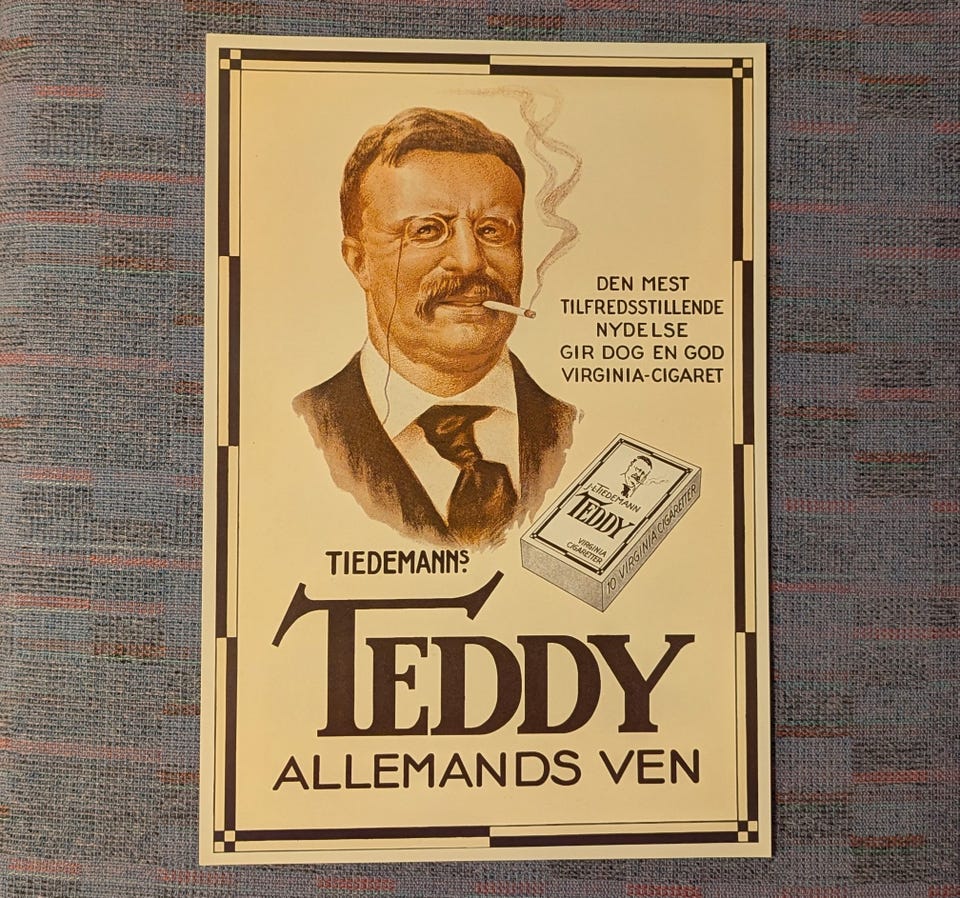 DEN MEST
TILFREDSSTILLENDE
NYDELSE
GIR DOG EN GOD
VIRGINIA-CIGARET
J.L.TIEDEMANN
TEDDY
VIRGINIA
CIGARETTER
10 VIRGINIA CIGARETTER
TIEDEMANNS.
TEDDY
ALLEMANDS VEN